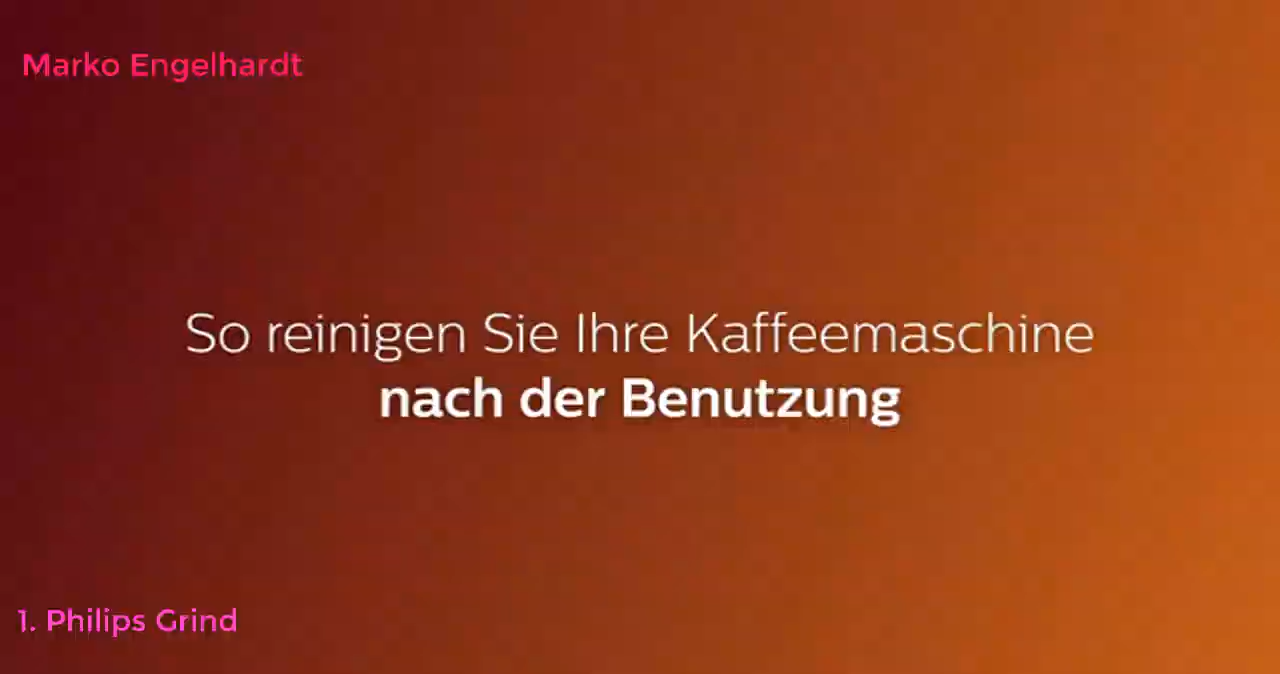 Marko Engelhardt
So reinigen Sie Ihre Kaffeemaschine
nach der Benutzung
1. Philips Grind